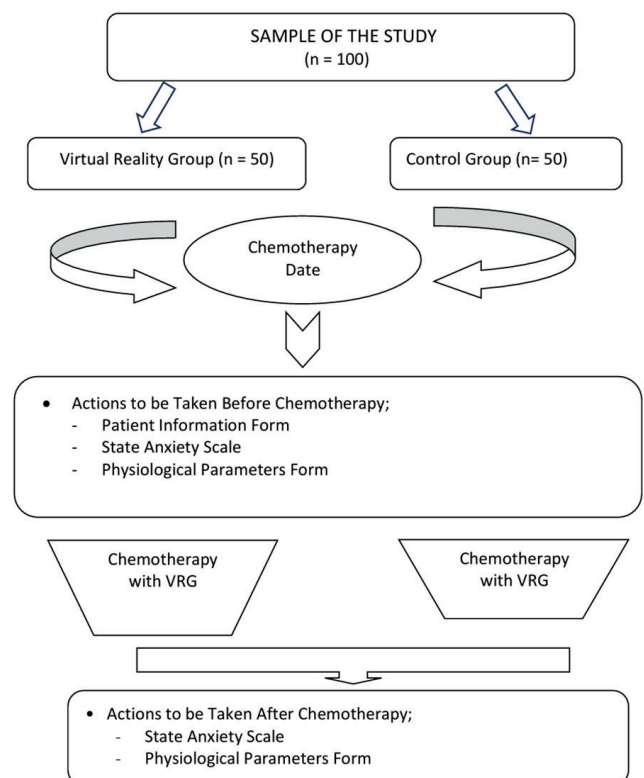 SAMPLE OF THE STUDY
(n = 100)
Virtual Reality Group (n = 50)
Control Group (n= 50)
Chemotherapy
Date
• Actions to be Taken Before Chemotherapy;
- Patient Information Form
- State Anxiety Scale
- Physiological Parameters Form
Chemotherapy
with VRG
Chemotherapy
with VRG
• Actions to be Taken After Chemotherapy;
- State Anxiety Scale
- Physiological Parameters Form